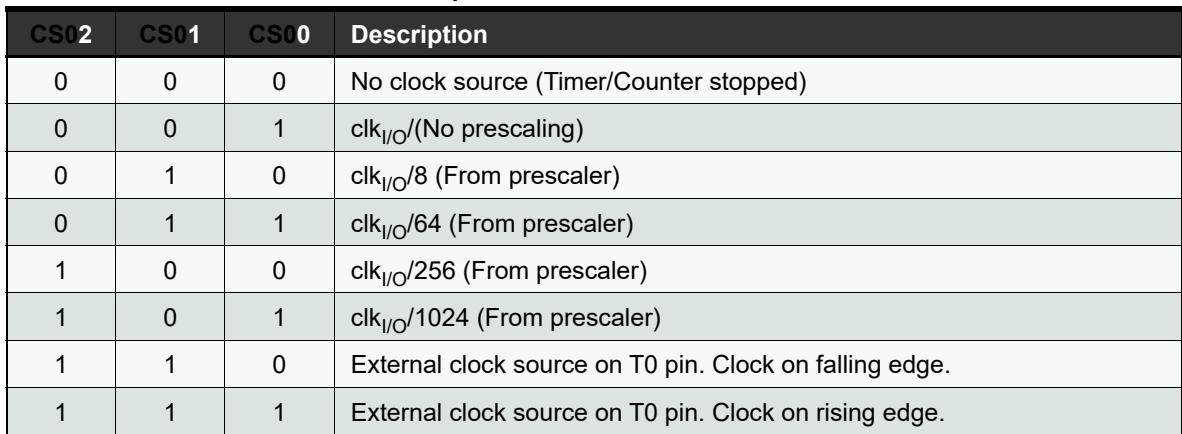 CS02 CS01 CS00 Description
0 0 0 No clock source (Timer/Counter stopped)
0 0 1 clkI/O/(No prescaling)
0 1 0 clkI/O/8 (From prescaler)
0 1 1 clkI/O/64 (From prescaler)
1 0 0 clkI/O/256 (From prescaler)
1 0 1 clkI/O/1024 (From prescaler)
1 1 0 External clock source on T0 pin. Clock on falling edge.
1 1 1 External clock source on T0 pin. Clock on rising edge.